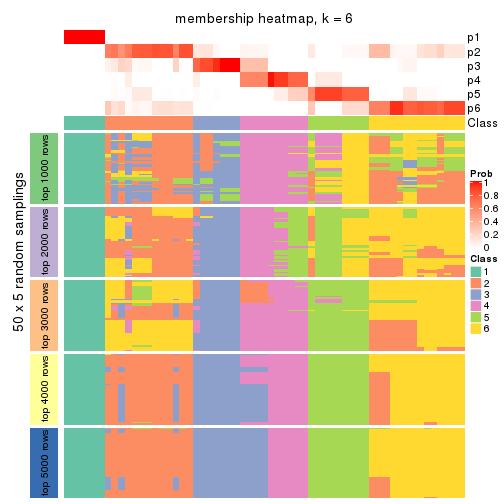 membership heatmap, k = 6
p1
p2
p3
p4
p5
p6
Class
50 x 5 random samplings
top 1000 rows
top 2000 rows
top 3000 rows
top 4000 rows
top 5000 rows
Prob
1
0.8
0.6
0.4
0.2
0
Class
1
2
3
4
5
6